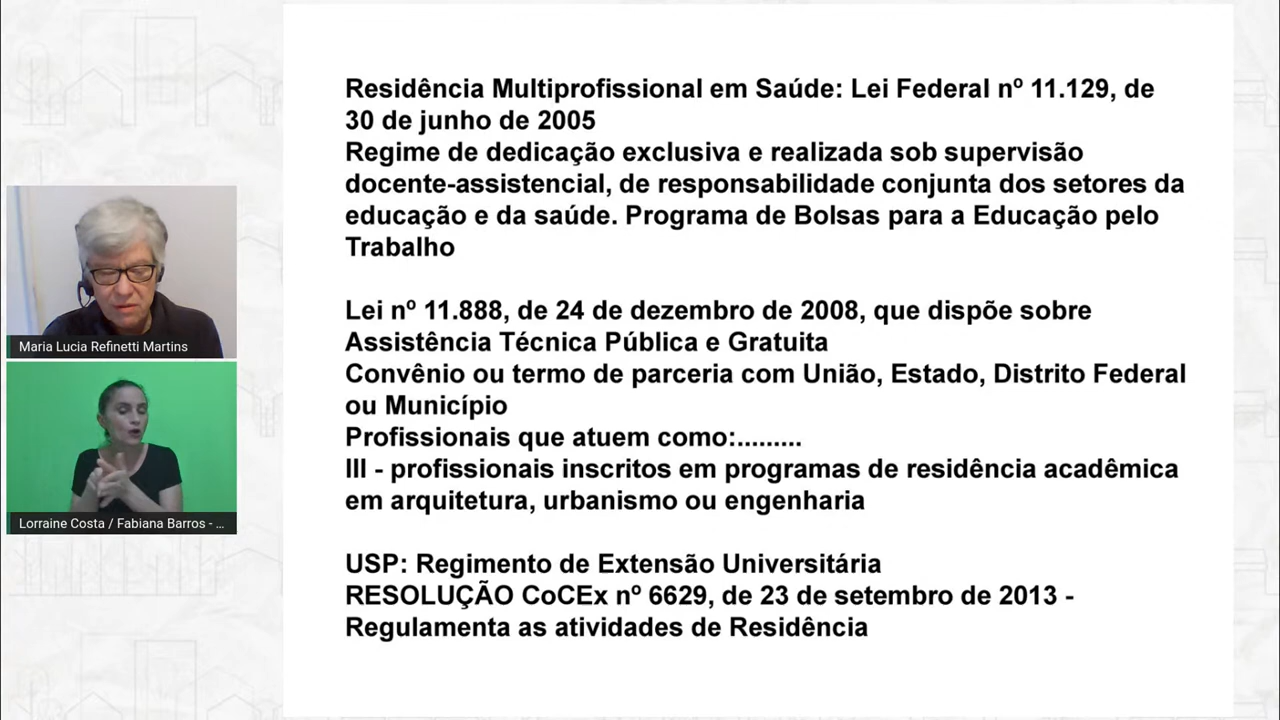 Residência Multiprofissional em Saúde: Lei Federal nº 11.129, de
30 de junho de 2005
Regime de dedicação exclusiva e realizada sob supervisão
docente-assistencial, de responsabilidade conjunta dos setores da
educação e da saúde. Programa de Bolsas para a Educação pelo
Trabalho
Lei nº 11.888, de 24 de dezembro de 2008, que dispõe sobre
Assistência Técnica Pública e Gratuita
Convênio ou termo de parceria com União, Estado, Distrito Federal
ou Município
Profissionais que atuem como:.........
III - profissionais inscritos em programas de residência acadêmica
em arquitetura, urbanismo ou engenharia
USP: Regimento de Extensão Universitária
RESOLUÇÃO CoCEx nº 6629, de 23 de setembro de 2013 -
Regulamenta as atividades de Residência
Maria Lucia Refinetti Martins
Lorraine Costa / Fabiana Barros - ...